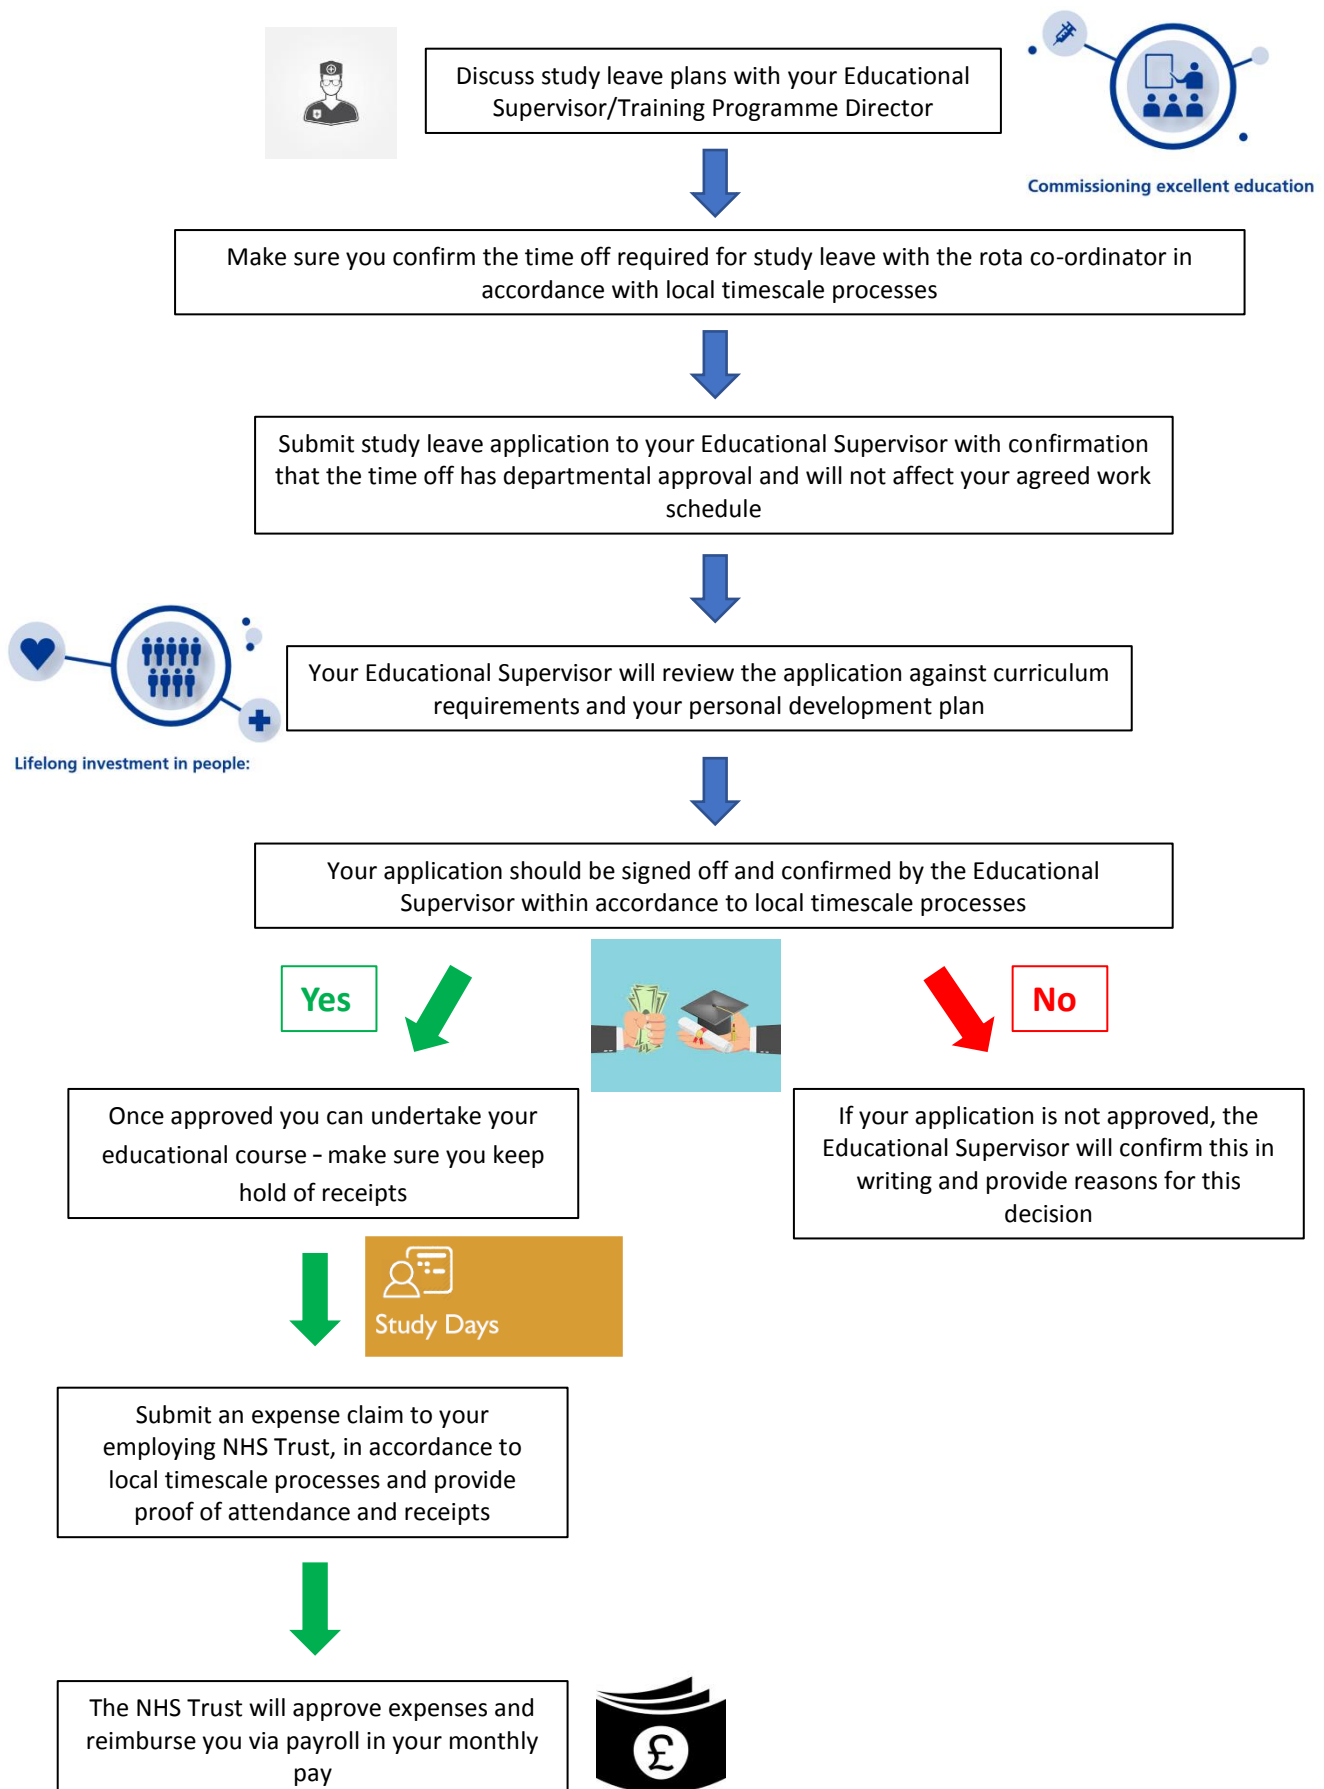 Discuss study leave plans with your Educational
Supervisor/Training Programme Director
Commissioning excellent education
Make sure you confirm the time off required for study leave with the rota co-ordinator in
accordance with local timescale processes
Submit study leave application to your Educational Supervisor with confirmation
that the time off has departmental approval and will not affect your agreed work
schedule
Your Educational Supervisor will review the application against curriculum
requirements and your personal development plan
Lifelong investment in people:
Your application should be signed off and confirmed by the Educational
Supervisor within accordance to local timescale processes
Yes
No
Once approved you can undertake your
educational course – make sure you keep
hold of receipts
If your application is not approved, the
Educational Supervisor will confirm this in
writing and provide reasons for this
decision
Study Days
Submit an expense claim to your
employing NHS Trust, in accordance to
local timescale processes and provide
proof of attendance and receipts
The NHS Trust will approve expenses and
reimburse you via payroll in your monthly
pay
£